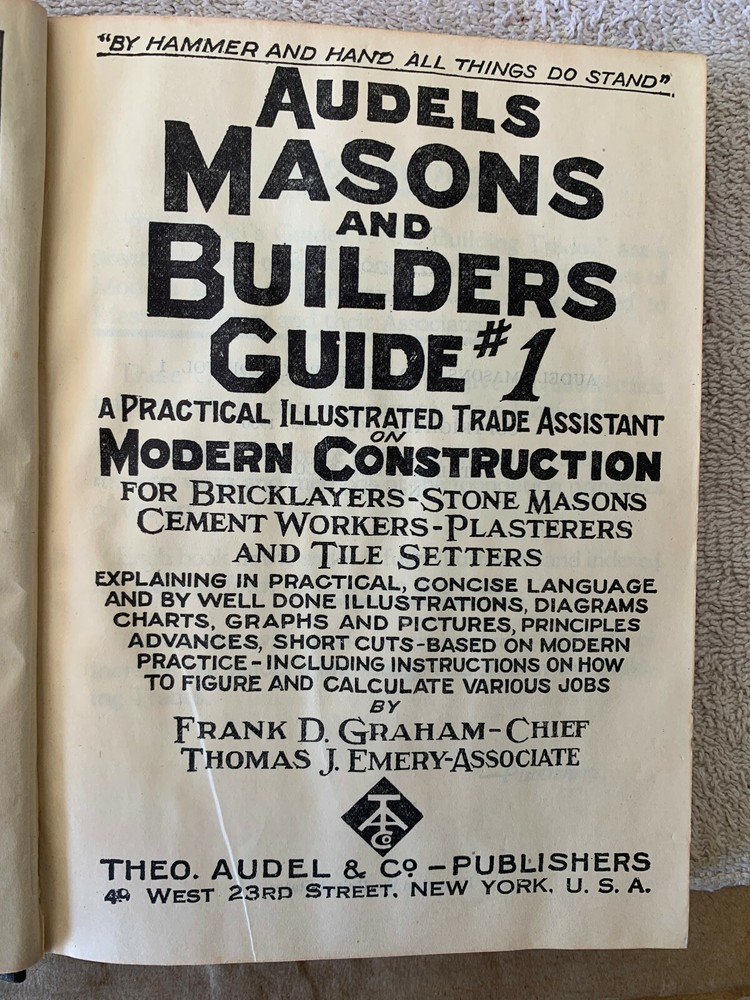 "BY HAMMER AND HAND ALL THINGS DO STAND"
AUDELS
MASONS
AND
BUILDERS
GUIDE #1
A PRACTICAL ILLUSTRATED TRADE ASSISTANT
ON
MODERN CONSTRUCTION
FOR BRICKLAYERS-STONE MASONS
CEMENT WORKERS-PLASTERERS
AND TILE SETTERS
EXPLAINING IN PRACTICAL, CONCISE LANGUAGE
AND BY WELL DONE ILLUSTRATIONS, DIAGRAMS
CHARTS, GRAPHS AND PICTURES, PRINCIPLES
ADVANCES, SHORT CUTS-BASED ON MODERN
PRACTICE-INCLUDING INSTRUCTIONS ON HOW
TO FIGURE AND CALCULATE VARIOUS JOBS
BY
FRANK D. GRAHAM-CHIEF
THOMAS J. EMERY-ASSOCIATE
TA Co
THEO. AUDEL & Co - PUBLISHERS
49 WEST 23RD STREET, NEW YORK, U. S. A.